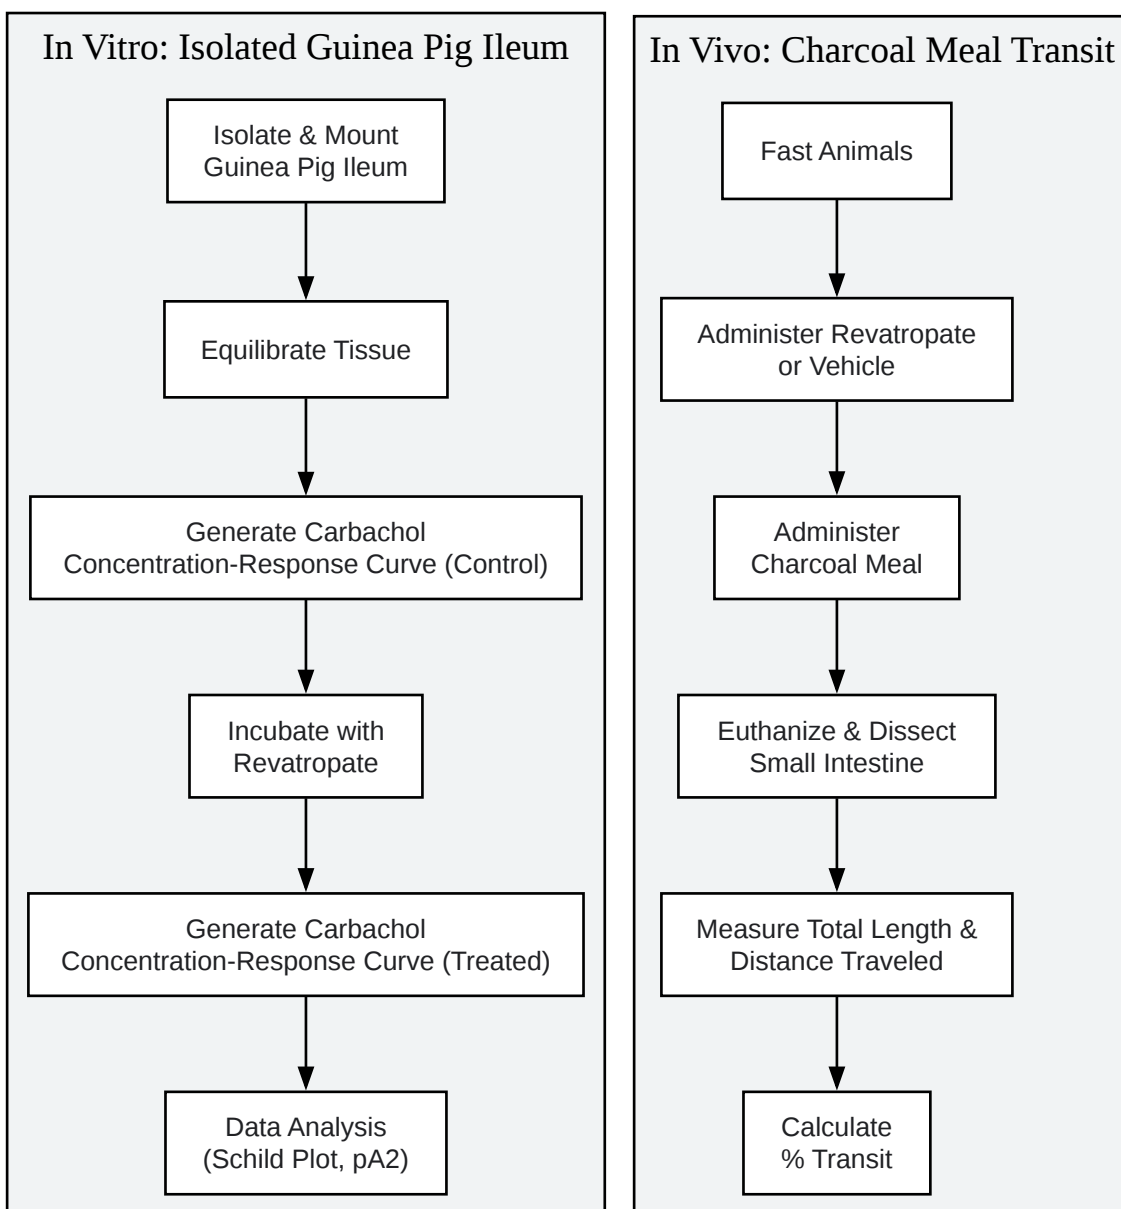 In Vitro: Isolated Guinea Pig Ileum
Isolate & Mount
Guinea Pig Ileum
Equilibrate Tissue
Generate Carbachol
Concentration-Response Curve (Control)
Incubate with
Revatropate
Generate Carbachol
Concentration-Response Curve (Treated)
Data Analysis
(Schild Plot, pA2)
In Vivo: Charcoal Meal Transit
Fast Animals
Administer Revatropate
or Vehicle
Administer
Charcoal Meal
Euthanize & Dissect
Small Intestine
Measure Total Length &
Distance Traveled
Calculate
% Transit